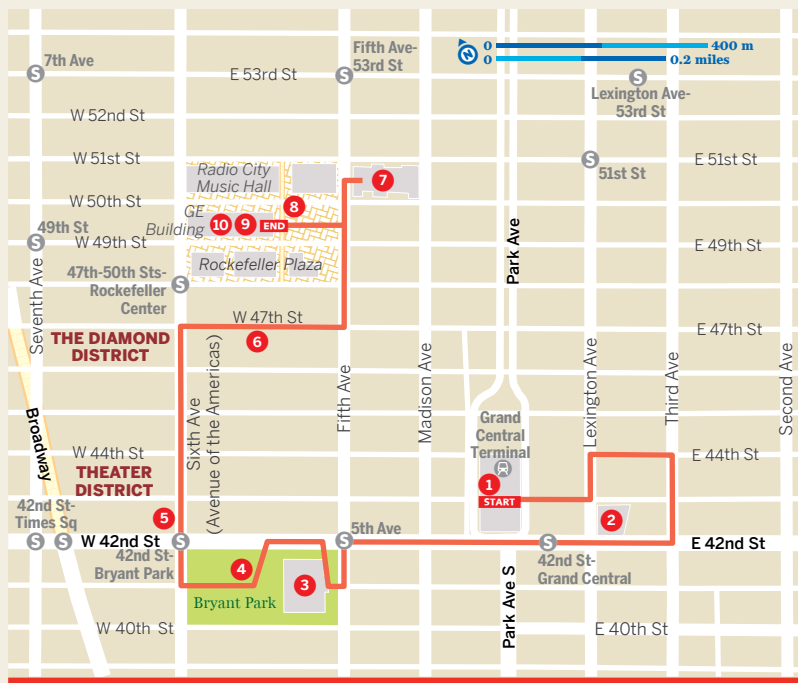 7th Ave
Fifth Ave-
53rd St
E 53rd St
N
0
400 m
0
0.2 miles
Lexington Ave-
53rd St
W 52nd St
W 51st St
51st St
E 51st St
Radio City
Music Hall
7
W 50th St
8
GE
Building
10
9
END
49th St
W 49th St
E 49th St
Park Ave
47th-50th Sts-
Rockefeller
Center
Rockefeller Plaza
Seventh Ave
W 47th St
E 47th St
THE DIAMOND
DISTRICT
6
Sixth Ave
(Avenue of the Americas)
Fifth Ave
Madison Ave
Lexington Ave
Third Ave
Second Ave
Broadway
Grand
Central
Terminal
W 44th St
E 44th St
THEATER
DISTRICT
1
START
42nd St-
Times Sq
5
2
5th Ave
W 42nd St
E 42nd St
42nd St-
Bryant Park
42nd St-
Grand Central
4
3
Bryant Park
Park Ave S
W 40th St
E 40th St
S
S
S
S
S
S
S
S
S
S
S